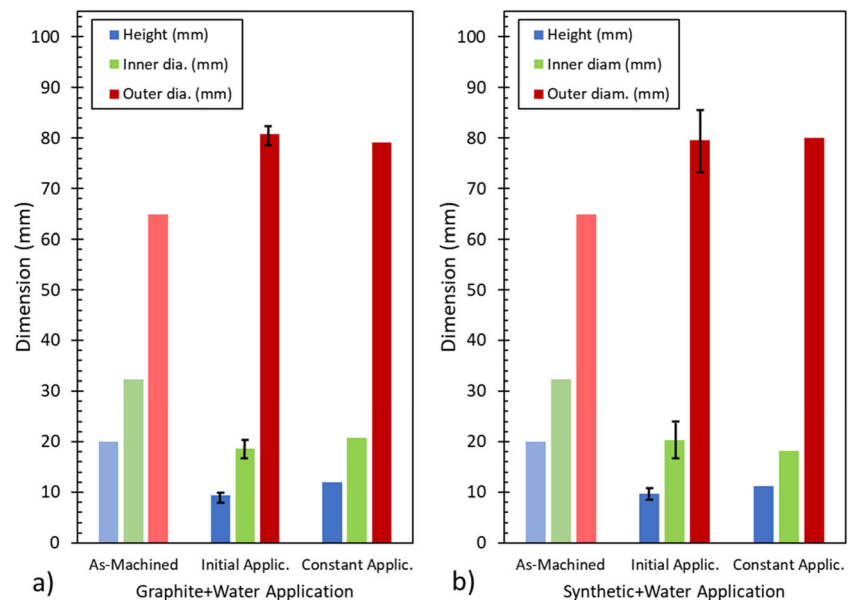 100
90
80
70
60
50
40
30
20
10
0
Dimension (mm)
Height (mm)
Inner dia. (mm)
Outer dia. (mm)
As-Machined
Initial Applic.
Constant Applic.
a)
Graphite+Water Application
100
90
80
70
60
50
40
30
20
10
0
Dimension (mm)
Height (mm)
Inner diam (mm)
Outer diam. (mm)
As-Machined
Initial Applic.
Constant Applic.
b)
Synthetic+Water Application